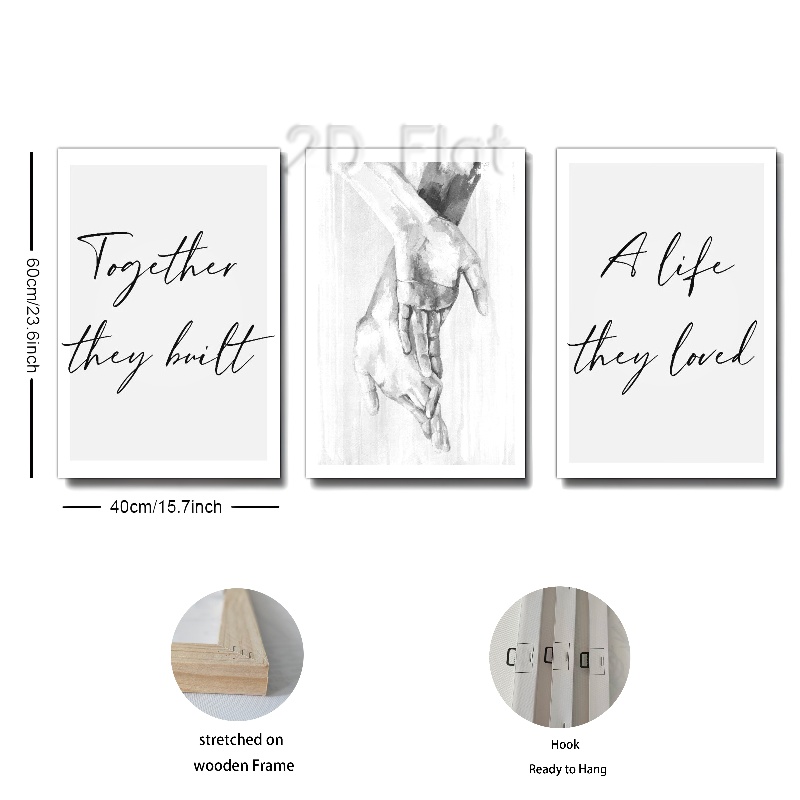 2D Flat
Together
they built
A life
they loved
60cm/23.6inch
40cm/15.7inch
stretched on
wooden Frame
Hook
Ready to Hang